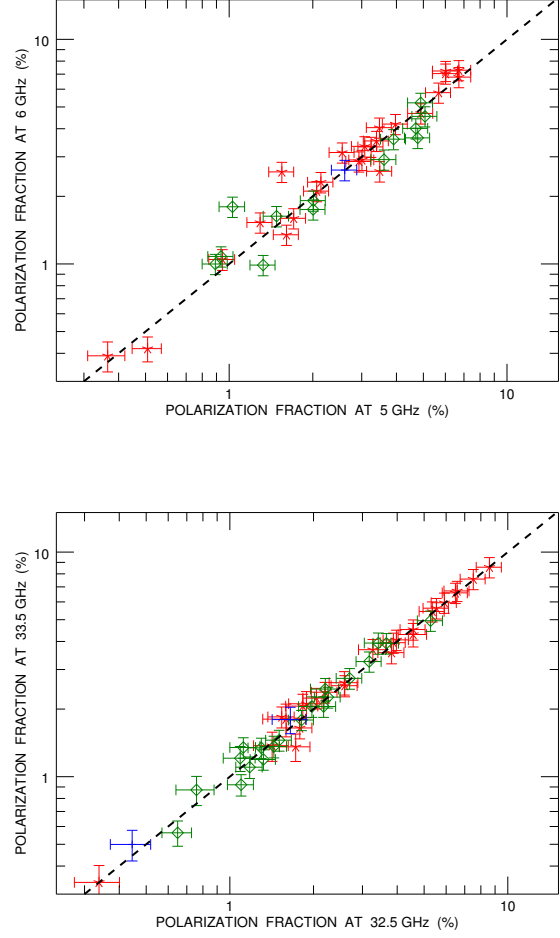 10
1
POLARIZATION FRACTION AT 6 GHz (%)
1
10
POLARIZATION FRACTION AT 5 GHz (%)
10
1
POLARIZATION FRACTION AT 33.5 GHz (%)
1
10
POLARIZATION FRACTION AT 32.5 GHz (%)